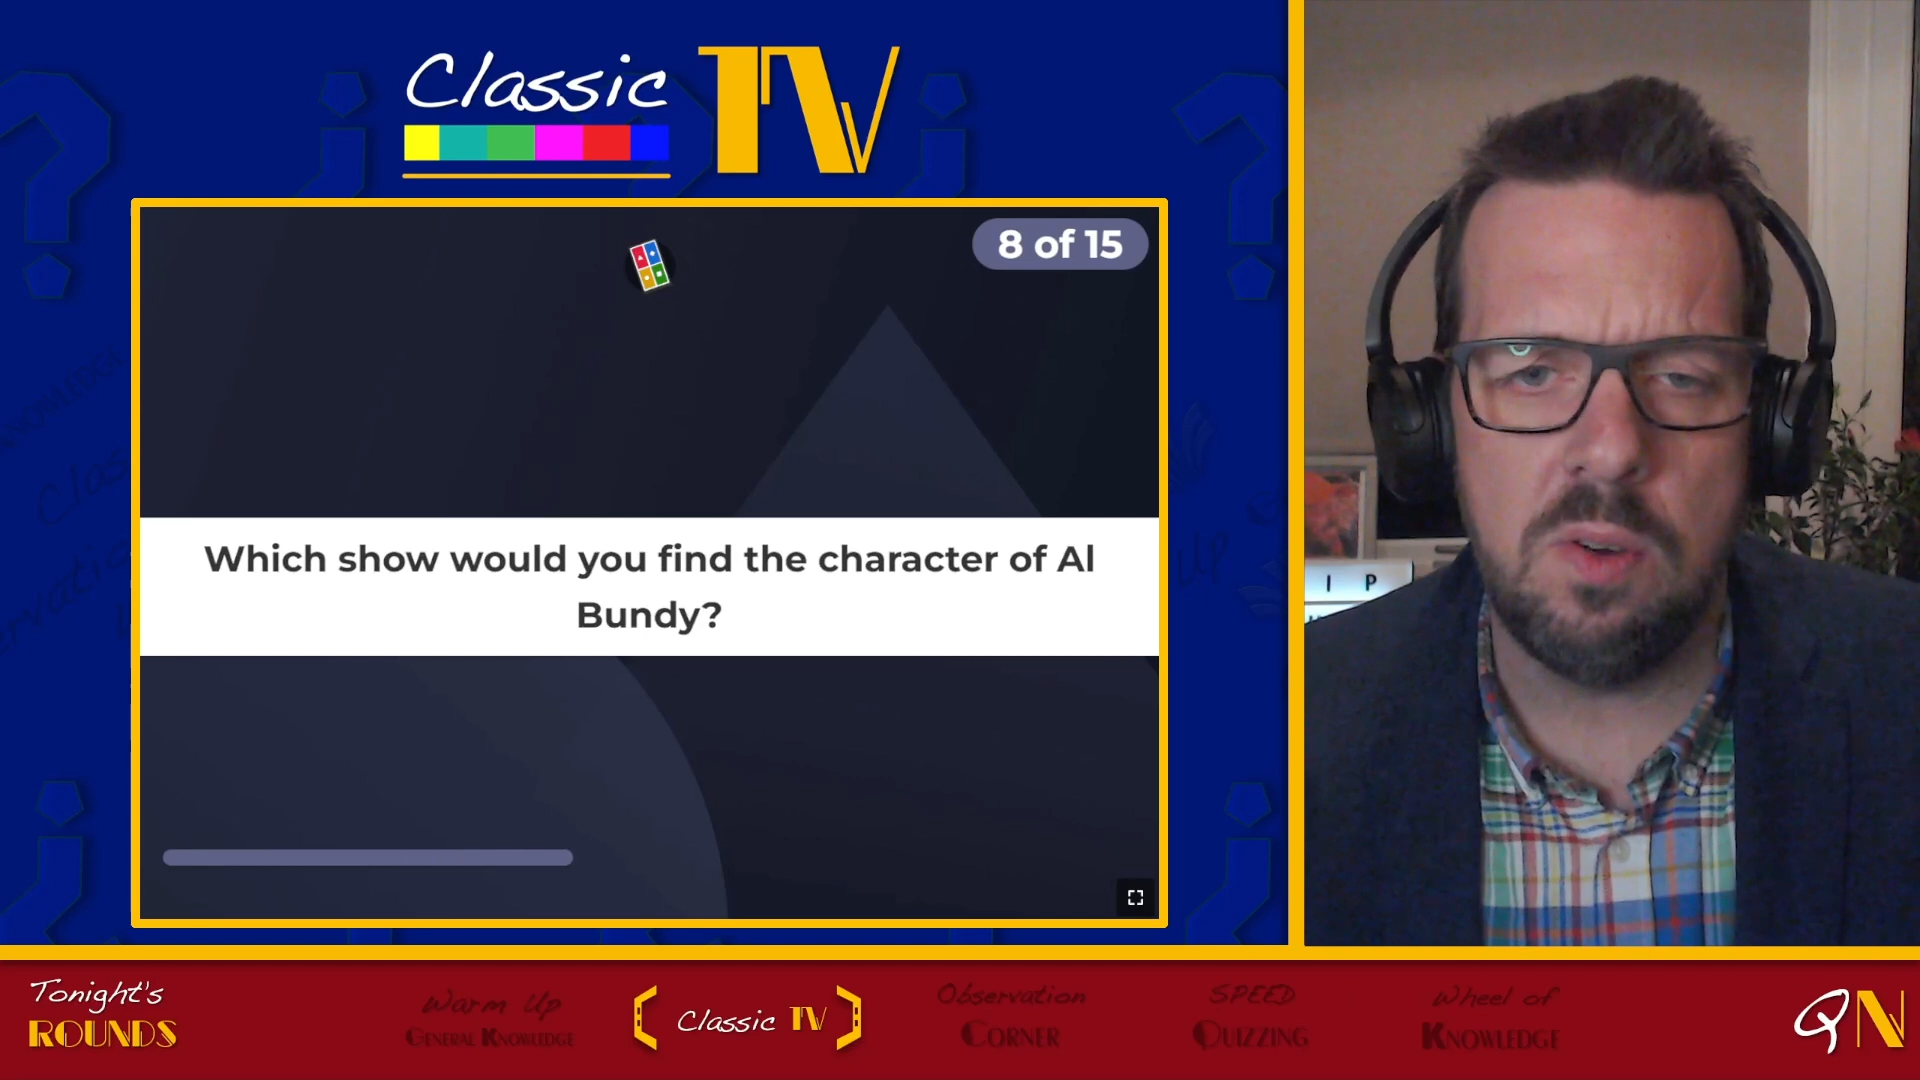 Classic TV
8 of 15
Which show would you find the character of Al
Bundy?
I P
Tonight's
ROUNDS
Warm Up
GENERAL KNOWLEDGE
Classic TV
Observation
CORNER
SPEED
QUIZZING
Wheel of
KNOWLEDGE
QN